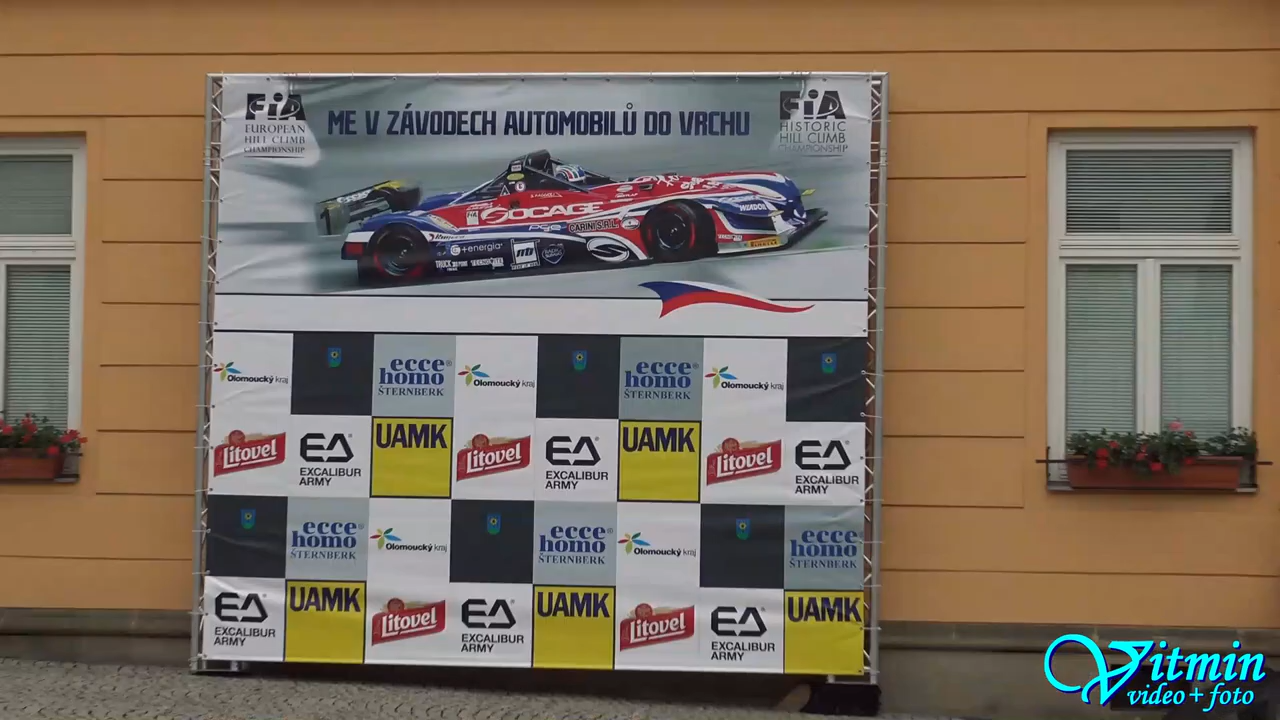 FIA
EUROPEAN
HILL CLIMB
CHAMPIONSHIP
ME V ZÁVODECH AUTOMOBILŮ DO VRCHU
FIA
HISTORIC
HILL CLIMB
CHAMPIONSHIP
SOCAGE
CARINI S.R.L.
+energia
PIRELLI
Olomoucký kraj
ecce
homo®
ŠTERNBERK
Olomoucký kraj
ecce
homo®
ŠTERNBERK
Olomoucký kraj
Litovel
EA
EXCALIBUR
ARMY
UAMK
Litovel
EA
EXCALIBUR
ARMY
UAMK
Litovel
EA
EXCALIBUR
ARMY
ecce
homo®
ŠTERNBERK
Olomoucký kraj
ecce
homo®
ŠTERNBERK
Olomoucký kraj
ecce
homo
ŠTERNBERK
EA
EXCALIBUR
ARMY
UAMK
Litovel
EA
EXCALIBUR
ARMY
UAMK
Litovel
EA
EXCALIBUR
ARMY
UAMK
Vitmin
video+foto